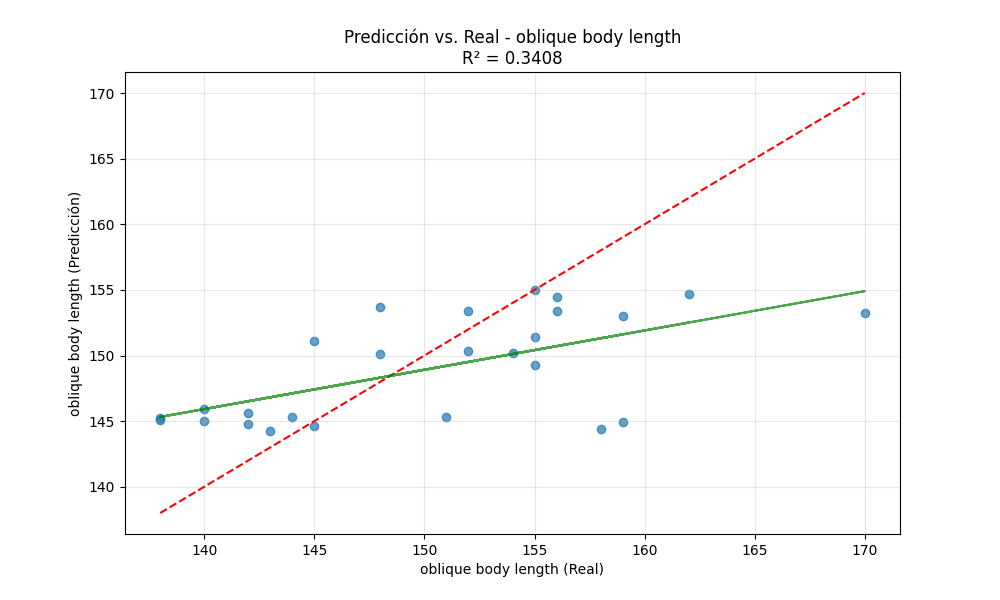 Predicción vs. Real - oblique body length
R² = 0.3408
oblique body length (Predicción)
170
165
160
155
150
145
140
140 145 150 155 160 165 170
oblique body length (Real)